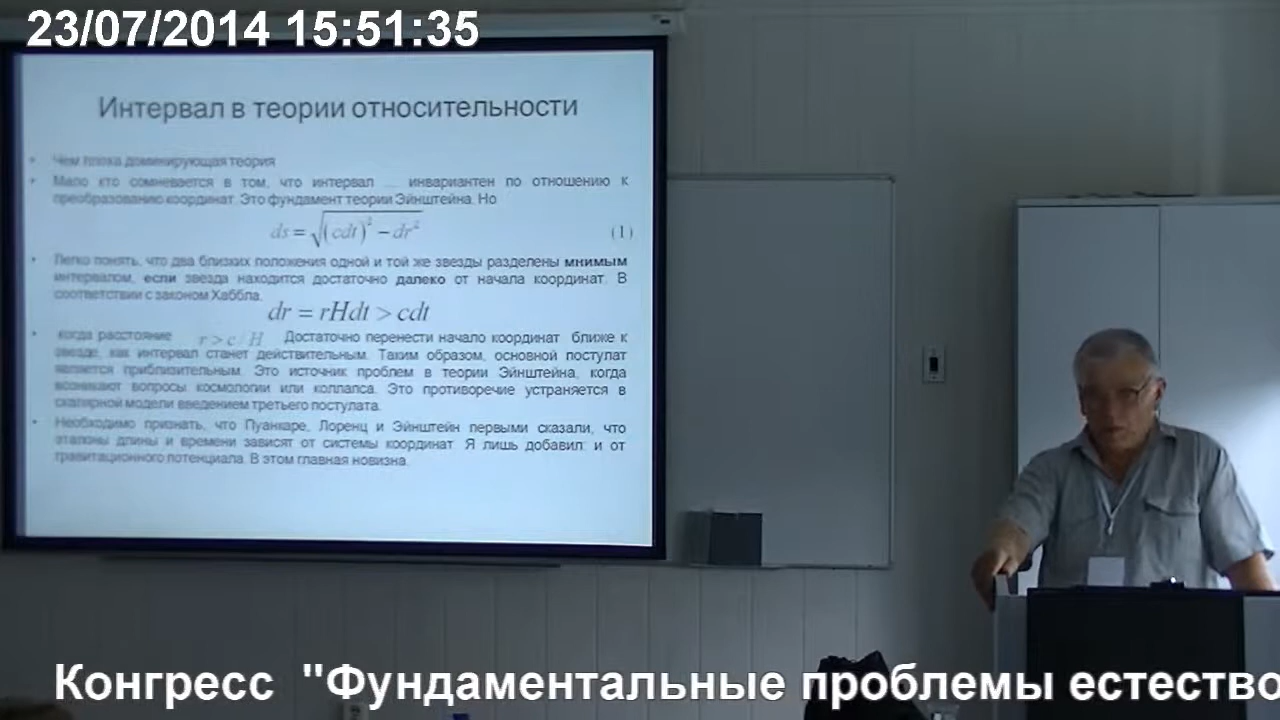 23/07/2014 15:51:35
Интервал в теории относительности
• Чем плоха доминирующая теория
• Мало кто сомневается в том, что интервал ... инвариантен по отношению к
преобразованию координат. Это фундамент теории Эйнштейна. Но
ds = √(cdt)² − dr² (1)
• Легко понять, что два близких положения одной и той же звезды разделены мнимым
интервалом, если звезда находится достаточно далеко от начала координат. В
соответствии с законом Хаббла,
dr = rHdt > cdt
• когда расстояние r > c / H Достаточно перенести начало координат ближе к
звезде, как интервал станет действительным. Таким образом, основной постулат
является приблизительным. Это источник проблем в теории Эйнштейна, когда
возникают вопросы космологии или коллапса. Это противоречие устраняется в
скалярной модели введением третьего постулата.
• Необходимо признать, что Пуанкаре, Лоренц и Эйнштейн первыми сказали, что
эталоны длины и времени зависят от системы координат. Я лишь добавил: и от
гравитационного потенциала. В этом главная новизна.
Конгресс "Фундаментальные проблемы естество